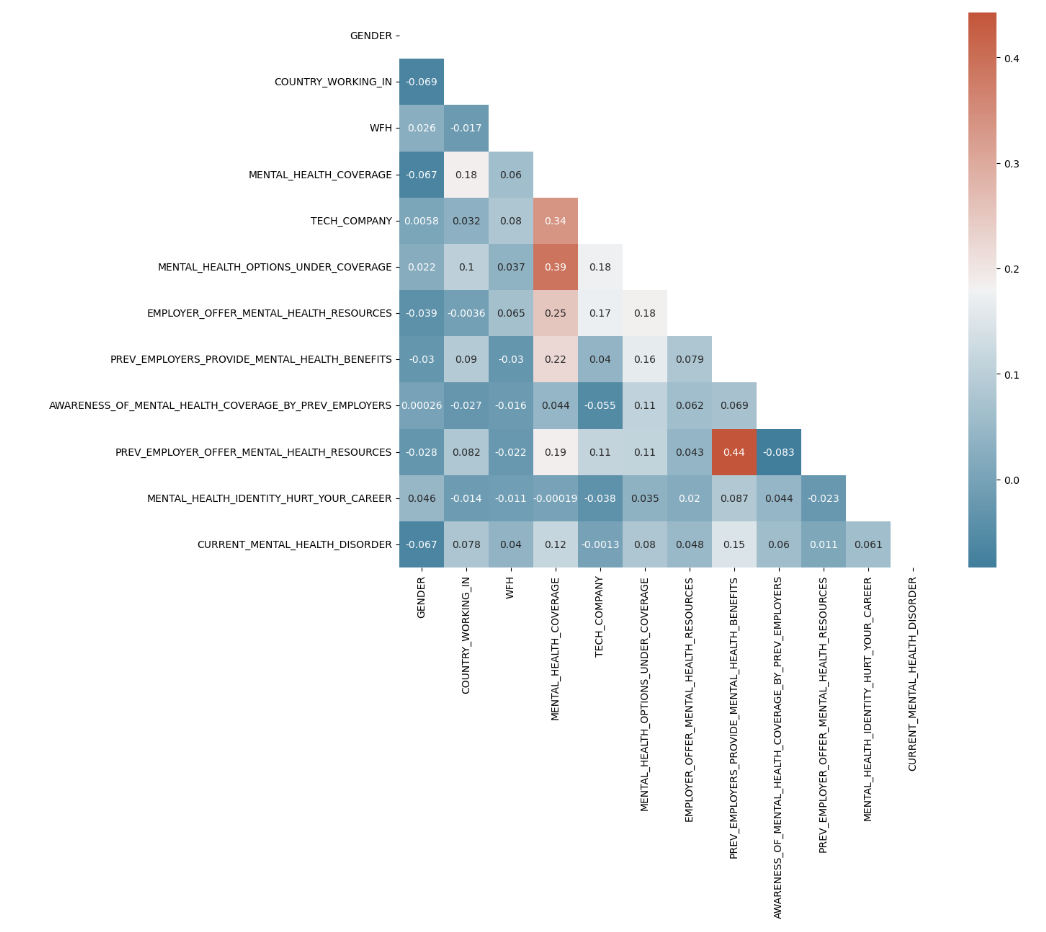 GENDER
COUNTRY_WORKING_IN -0.069
WFH 0.026 -0.017
MENTAL_HEALTH_COVERAGE -0.067 0.18 0.06
TECH_COMPANY 0.0058 0.032 0.08 0.34
MENTAL_HEALTH_OPTIONS_UNDER_COVERAGE 0.022 0.1 0.037 0.39 0.18
EMPLOYER_OFFER_MENTAL_HEALTH_RESOURCES -0.039 -0.0036 0.065 0.25 0.17 0.18
PREV_EMPLOYERS_PROVIDE_MENTAL_HEALTH_BENEFITS -0.03 0.09 -0.03 0.22 0.04 0.16 0.079
AWARENESS_OF_MENTAL_HEALTH_COVERAGE_BY_PREV_EMPLOYERS 0.00026 -0.027 -0.016 0.044 -0.055 0.11 0.062 0.069
PREV_EMPLOYER_OFFER_MENTAL_HEALTH_RESOURCES -0.028 0.082 -0.022 0.19 0.11 0.11 0.043 0.44 -0.083
MENTAL_HEALTH_IDENTITY_HURT_YOUR_CAREER 0.046 -0.014 -0.011 -0.00019 -0.038 0.035 0.02 0.087 0.044 -0.023
CURRENT_MENTAL_HEALTH_DISORDER -0.067 0.078 0.04 0.12 -0.0013 0.08 0.048 0.15 0.06 0.011 0.061
GENDER
COUNTRY_WORKING_IN
WFH
MENTAL_HEALTH_COVERAGE
TECH_COMPANY
MENTAL_HEALTH_OPTIONS_UNDER_COVERAGE
EMPLOYER_OFFER_MENTAL_HEALTH_RESOURCES
PREV_EMPLOYERS_PROVIDE_MENTAL_HEALTH_BENEFITS
AWARENESS_OF_MENTAL_HEALTH_COVERAGE_BY_PREV_EMPLOYERS
PREV_EMPLOYER_OFFER_MENTAL_HEALTH_RESOURCES
MENTAL_HEALTH_IDENTITY_HURT_YOUR_CAREER
CURRENT_MENTAL_HEALTH_DISORDER
0.4
0.3
0.2
0.1
0.0